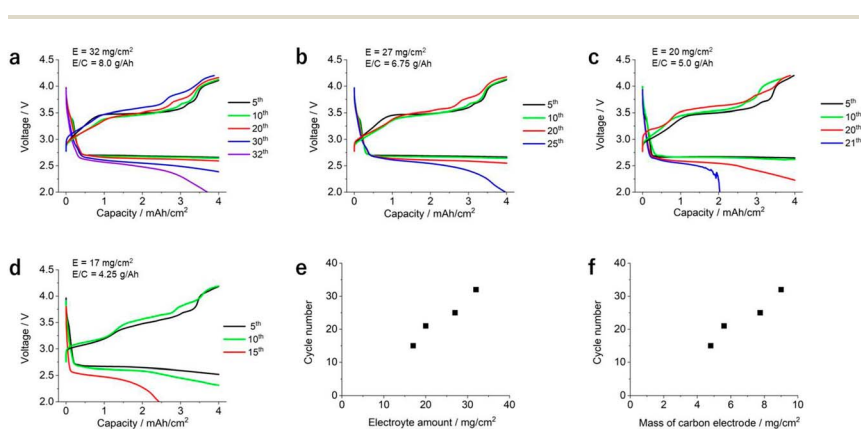 a
E = 32 mg/cm²
E/C = 8.0 g/Ah
4.5
4.0
3.5
3.0
2.5
2.0
Voltage / V
5th
10th
20th
30th
32th
0 1 2 3 4
Capacity / mAh/cm²
b
E = 27 mg/cm²
E/C = 6.75 g/Ah
4.5
4.0
3.5
3.0
2.5
2.0
Voltage / V
5th
10th
20th
25th
0 1 2 3 4
Capacity / mAh/cm²
c
E = 20 mg/cm²
E/C = 5.0 g/Ah
4.5
4.0
3.5
3.0
2.5
2.0
Voltage / V
5th
10th
20th
21th
0 1 2 3 4
Capacity / mAh/cm²
d
E = 17 mg/cm²
E/C = 4.25 g/Ah
4.5
4.0
3.5
3.0
2.5
2.0
Voltage / V
5th
10th
15th
0 1 2 3 4
Capacity / mAh/cm²
e
40
30
20
10
0
Cycle number
0 10 20 30 40
Electroyte amount / mg/cm²
f
40
30
20
10
0
Cycle number
0 2 4 6 8 10
Mass of carbon electrode / mg/cm²